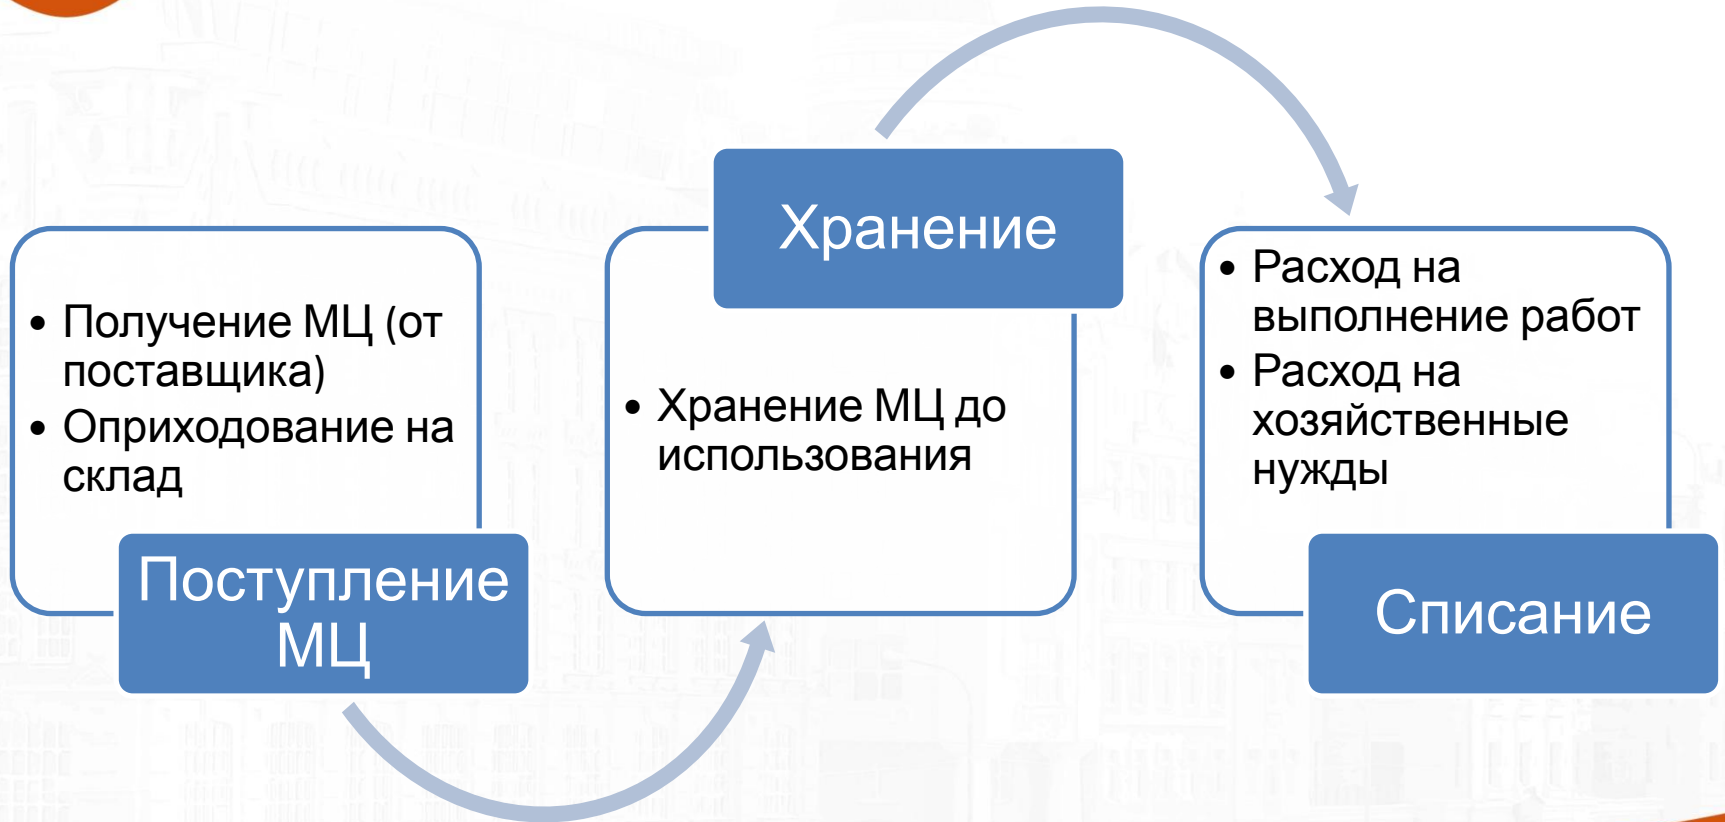 • Получение МЦ (от
поставщика)
• Оприходование на
склад
Поступление
МЦ
Хранение
• Хранение МЦ до
использования
• Расход на
выполнение работ
• Расход на
хозяйственные
нужды
Списание